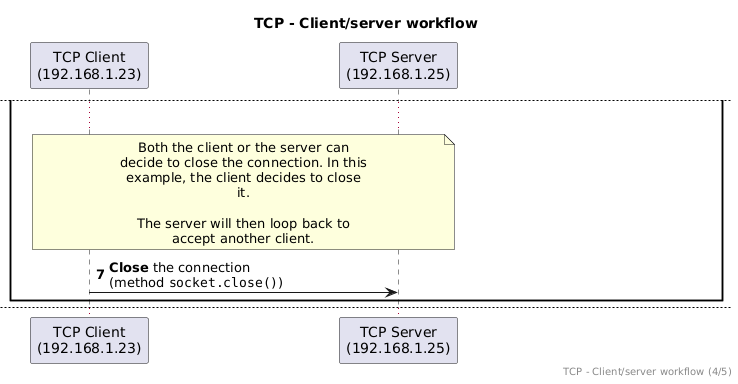 TCP - Client/server workflow
TCP Client
(192.168.1.23)
TCP Server
(192.168.1.25)
Both the client or the server can
decide to close the connection. In this
example, the client decides to close
it.
The server will then loop back to
accept another client.
7 Close the connection
(method socket.close())
TCP Client
(192.168.1.23)
TCP Server
(192.168.1.25)
TCP - Client/server workflow (4/5)